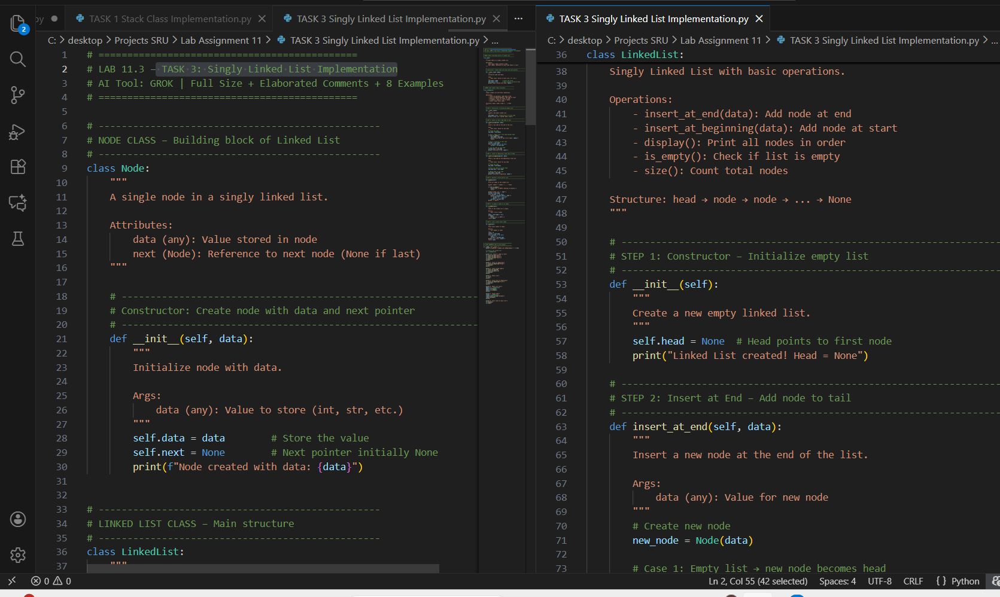 py
TASK 1 Stack Class Implementation.py
TASK 3 Singly Linked List Implementation.py
...
TASK 3 Singly Linked List Implementation.py
2
C: > desktop > Projects SRU > Lab Assignment 11 > TASK 3 Singly Linked List Implementation.py > ...
1 # =============================================
2 # LAB 11.3 – TASK 3: Singly Linked List Implementation
3 # AI Tool: GROK | Full Size + Elaborated Comments + 8 Examples
4 # =============================================
5
6 # -------------------------------------------------
7 # NODE CLASS – Building block of Linked List
8 # -------------------------------------------------
9 class Node:
10     """
11     A single node in a singly linked list.
12
13     Attributes:
14         data (any): Value stored in node
15         next (Node): Reference to next node (None if last)
16     """
17
18     # --------------------------------------------------------------
19     # Constructor: Create node with data and next pointer
20     # --------------------------------------------------------------
21     def __init__(self, data):
22         """
23         Initialize node with data.
24
25         Args:
26             data (any): Value to store (int, str, etc.)
27         """
28         self.data = data        # Store the value
29         self.next = None        # Next pointer initially None
30         print(f"Node created with data: {data}")
31
32
33 # -------------------------------------------------
34 # LINKED LIST CLASS – Main structure
35 # -------------------------------------------------
36 class LinkedList:
37     """
C: > desktop > Projects SRU > Lab Assignment 11 > TASK 3 Singly Linked List Implementation.py > ...
36 class LinkedList:
38     Singly Linked List with basic operations.
39
40     Operations:
41         - insert_at_end(data): Add node at end
42         - insert_at_beginning(data): Add node at start
43         - display(): Print all nodes in order
44         - is_empty(): Check if list is empty
45         - size(): Count total nodes
46
47     Structure: head → node → node → ... → None
48     """
49
50     # ------------------------------------------------------------------
51     # STEP 1: Constructor – Initialize empty list
52     # ------------------------------------------------------------------
53     def __init__(self):
54         """
55         Create a new empty linked list.
56         """
57         self.head = None  # Head points to first node
58         print("Linked List created! Head = None")
59
60     # ------------------------------------------------------------------
61     # STEP 2: Insert at End – Add node to tail
62     # ------------------------------------------------------------------
63     def insert_at_end(self, data):
64         """
65         Insert a new node at the end of the list.
66
67         Args:
68             data (any): Value for new node
69         """
70         # Create new node
71         new_node = Node(data)
72
73         # Case 1: Empty list → new node becomes head
0 0
Ln 2, Col 55 (42 selected) Spaces: 4 UTF-8 CRLF {} Python